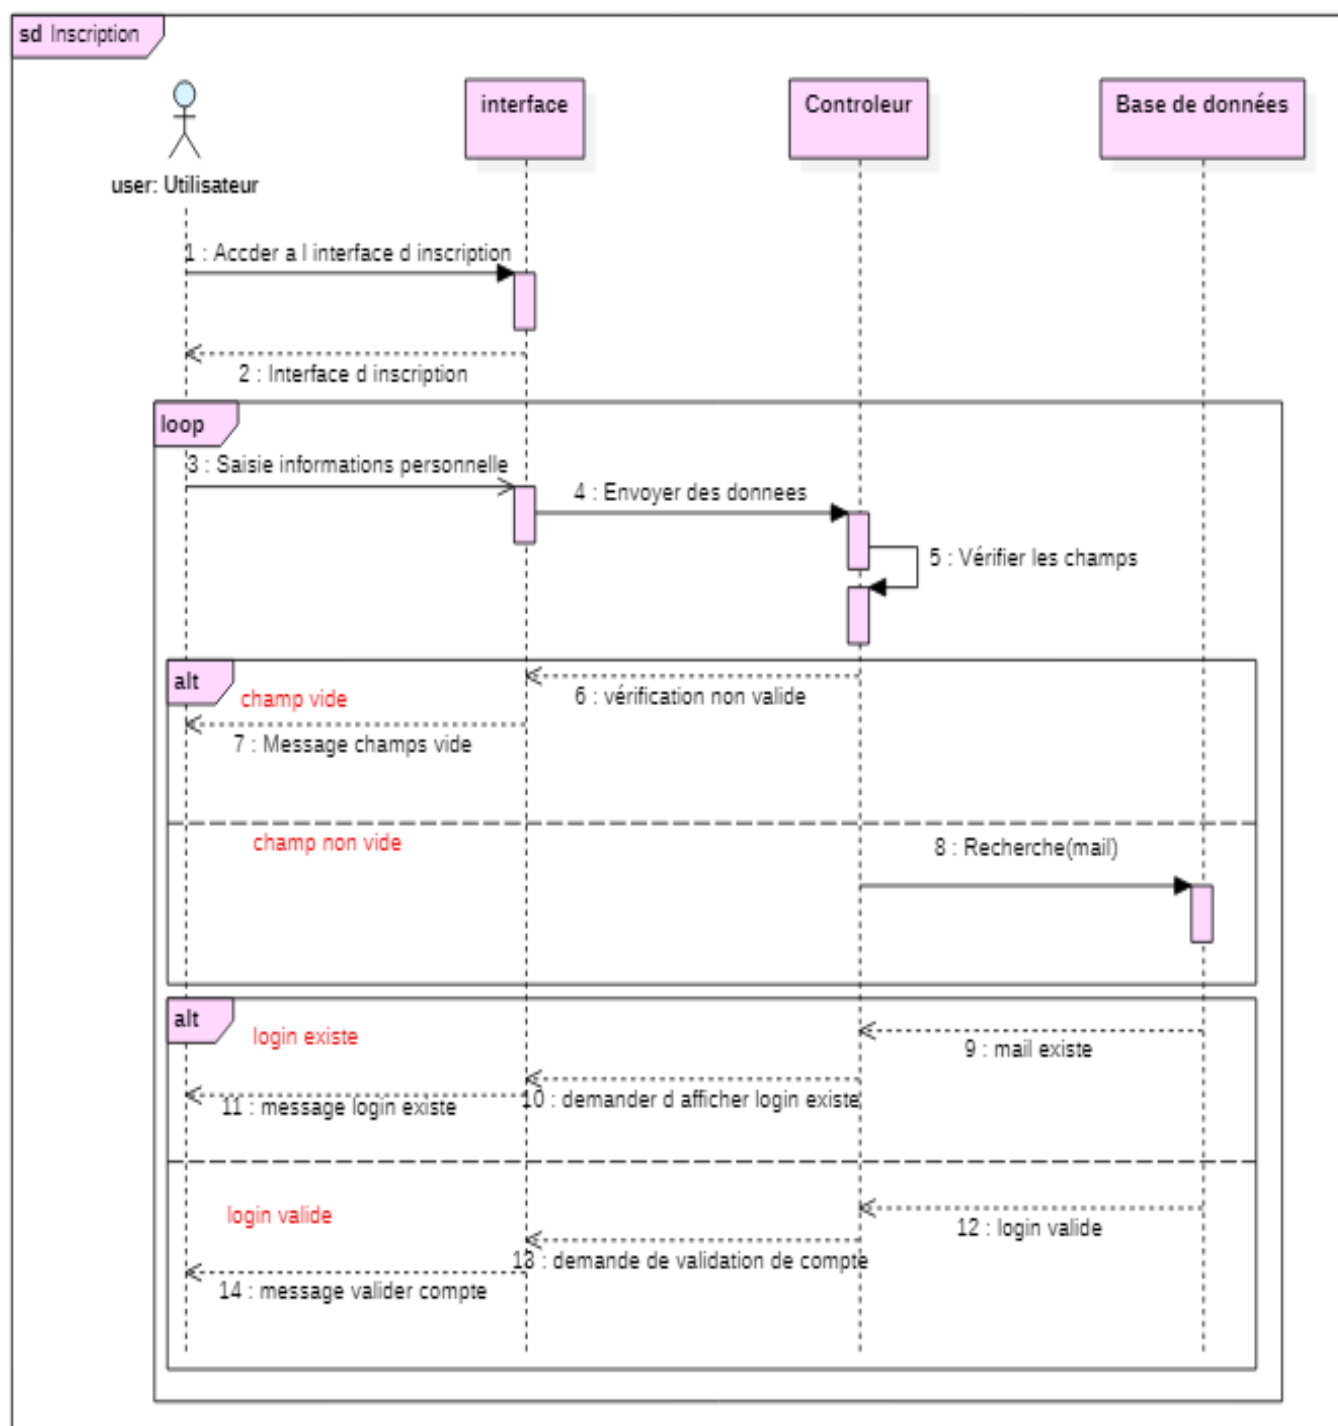 sd Inscription
interface
Controleur
Base de données
user: Utilisateur
1 : Accder a l interface d inscription
2 : Interface d inscription
loop
3 : Saisie informations personnelle
4 : Envoyer des donnees
5 : Vérifier les champs
alt
champ vide
6 : vérification non valide
7 : Message champs vide
champ non vide
8 : Recherche(mail)
alt
login existe
9 : mail existe
10 : demander d afficher login existe
11 : message login existe
login valide
12 : login valide
13 : demande de validation de compte
14 : message valider compte